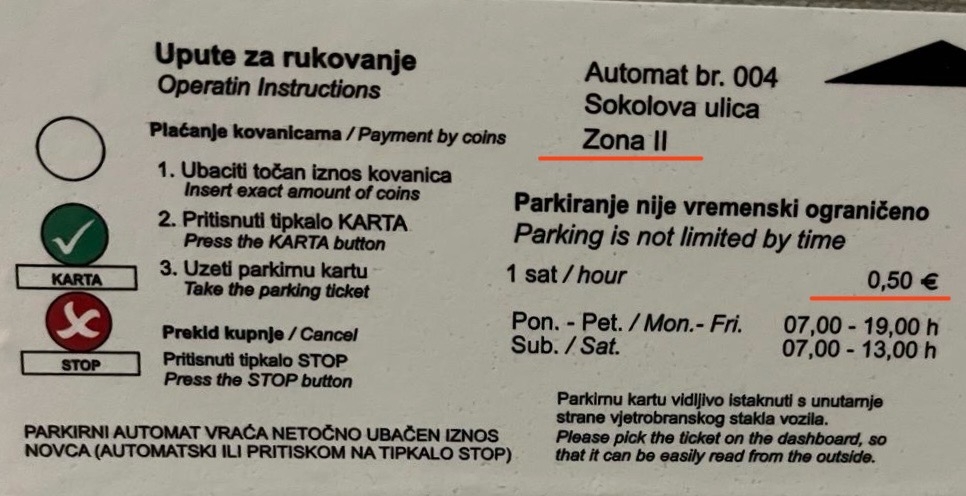 Upute za rukovanje
Operatin Instructions
Plaćanje kovanicama / Payment by coins
1. Ubaciti točan iznos kovanica
Insert exact amount of coins
2. Pritisnuti tipkalo KARTA
Press the KARTA button
KARTA
3. Uzeti parkirnu kartu
Take the parking ticket
Prekid kupnje / Cancel
STOP
Pritisnuti tipkalo STOP
Press the STOP button
PARKIRNI AUTOMAT VRAĆA NETOČNO UBAČEN IZNOS
NOVCA (AUTOMATSKI ILI PRITISKOM NA TIPKALO STOP)
Automat br. 004
Sokolova ulica
Zona II
Parkiranje nije vremenski ograničeno
Parking is not limited by time
1 sat / hour 0,50 €
Pon. - Pet. / Mon.- Fri. 07,00 - 19,00 h
Sub. / Sat. 07,00 - 13,00 h
Parkirnu kartu vidljivo istaknuti s unutarnje
strane vjetrobranskog stakla vozila.
Please pick the ticket on the dashboard, so
that it can be easily read from the outside.